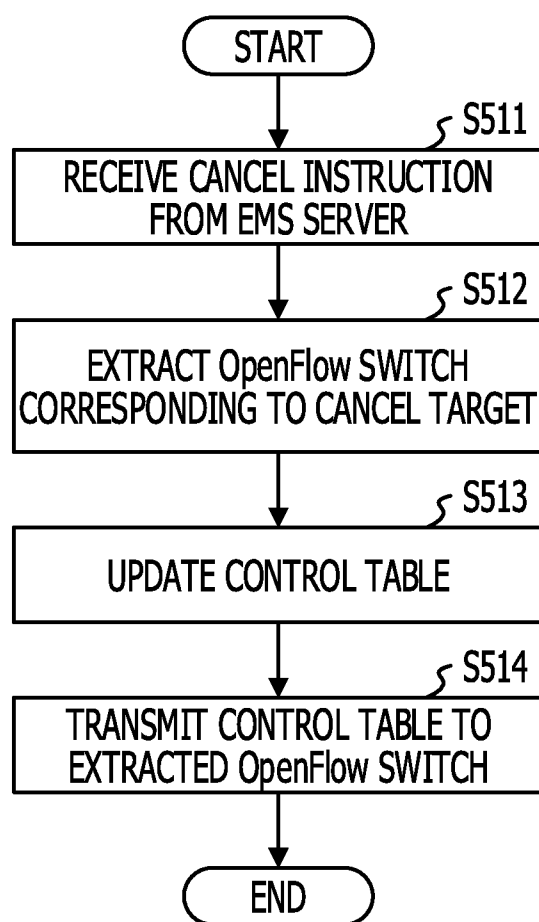 START
S511
RECEIVE CANCEL INSTRUCTION
FROM EMS SERVER
S512
EXTRACT OpenFlow SWITCH
CORRESPONDING TO CANCEL TARGET
S513
UPDATE CONTROL TABLE
S514
TRANSMIT CONTROL TABLE TO
EXTRACTED OpenFlow SWITCH
END